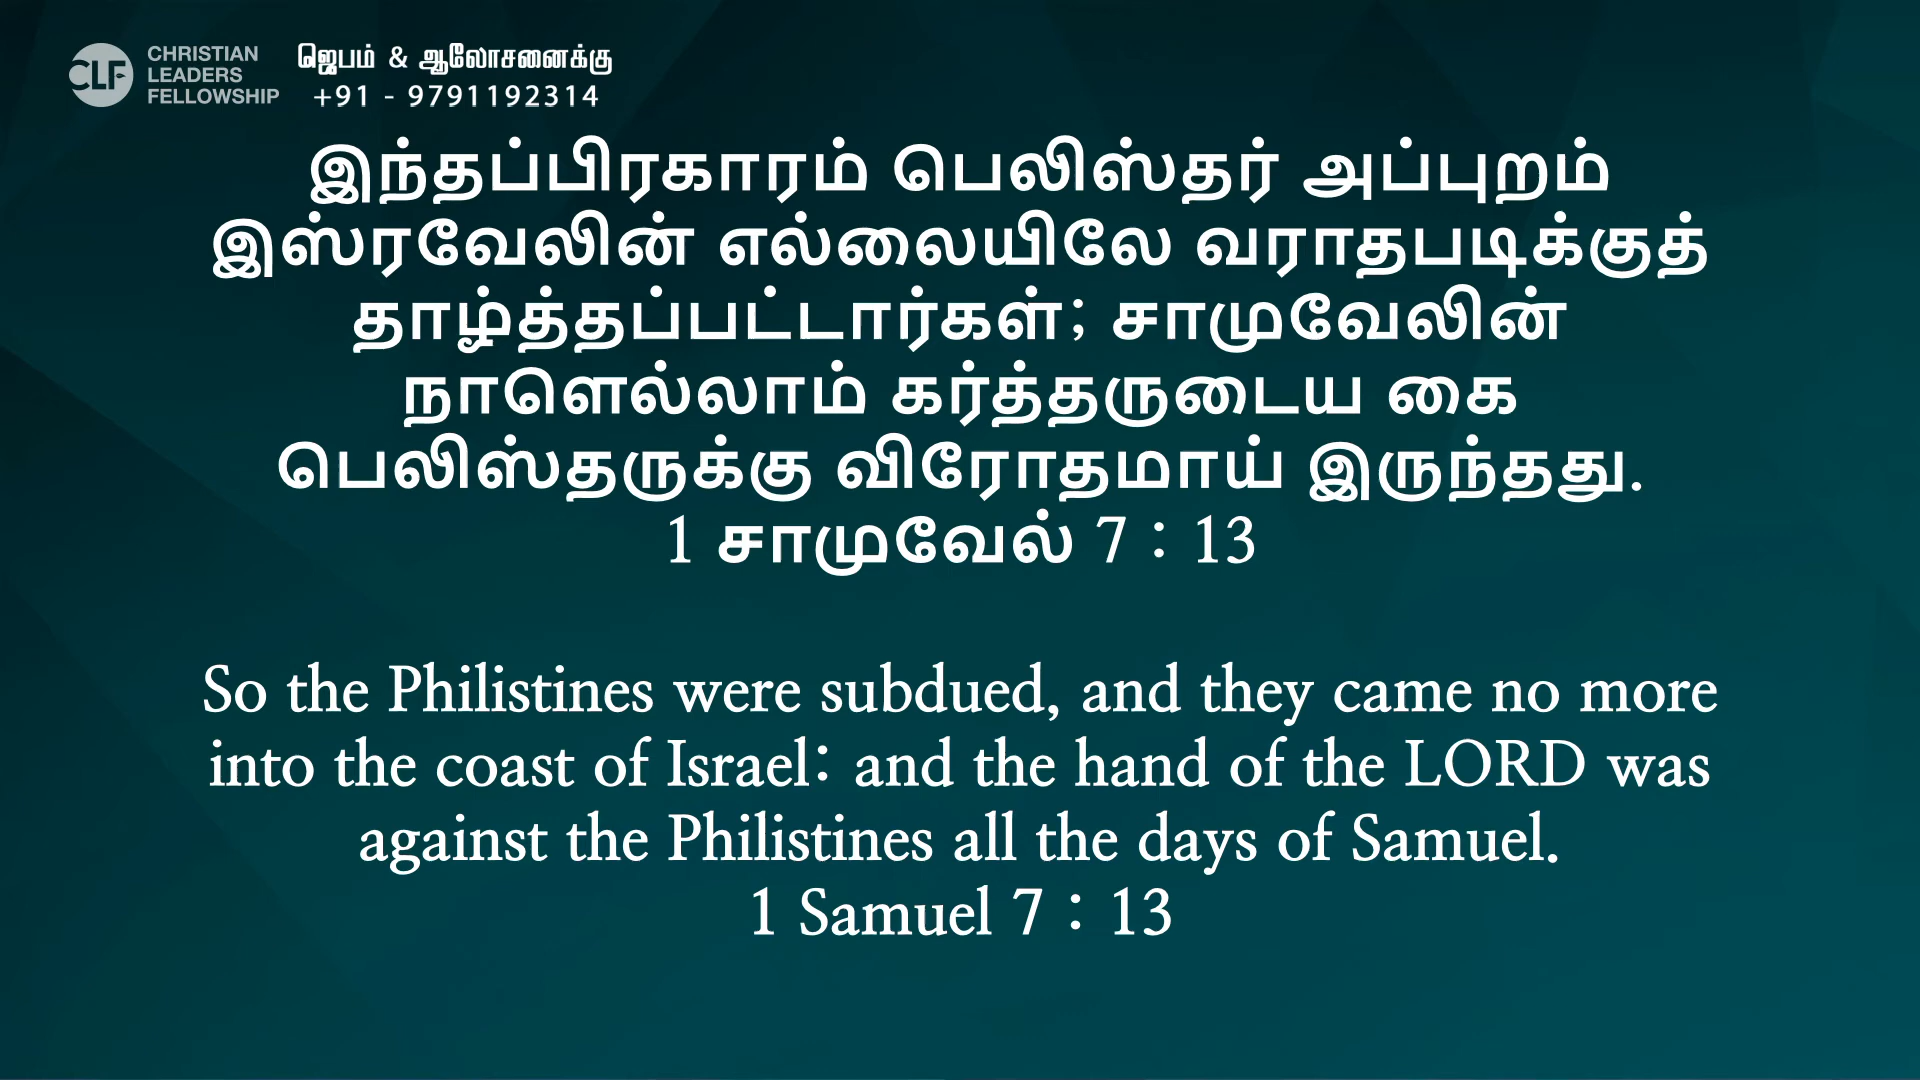 CLF
CHRISTIAN
LEADERS
FELLOWSHIP
ஜெபம் & ஆலோசனைக்கு
+91 - 9791192314
இந்தப்பிரகாரம் பெலிஸ்தர் அப்புறம்
இஸ்ரவேலின் எல்லையிலே வராதபடிக்குத்
தாழ்த்தப்பட்டார்கள்; சாமுவேலின்
நாளெல்லாம் கர்த்தருடைய கை
பெலிஸ்தருக்கு விரோதமாய் இருந்தது.
1 சாமுவேல் 7 : 13
So the Philistines were subdued, and they came no more
into the coast of Israel: and the hand of the LORD was
against the Philistines all the days of Samuel.
1 Samuel 7 : 13